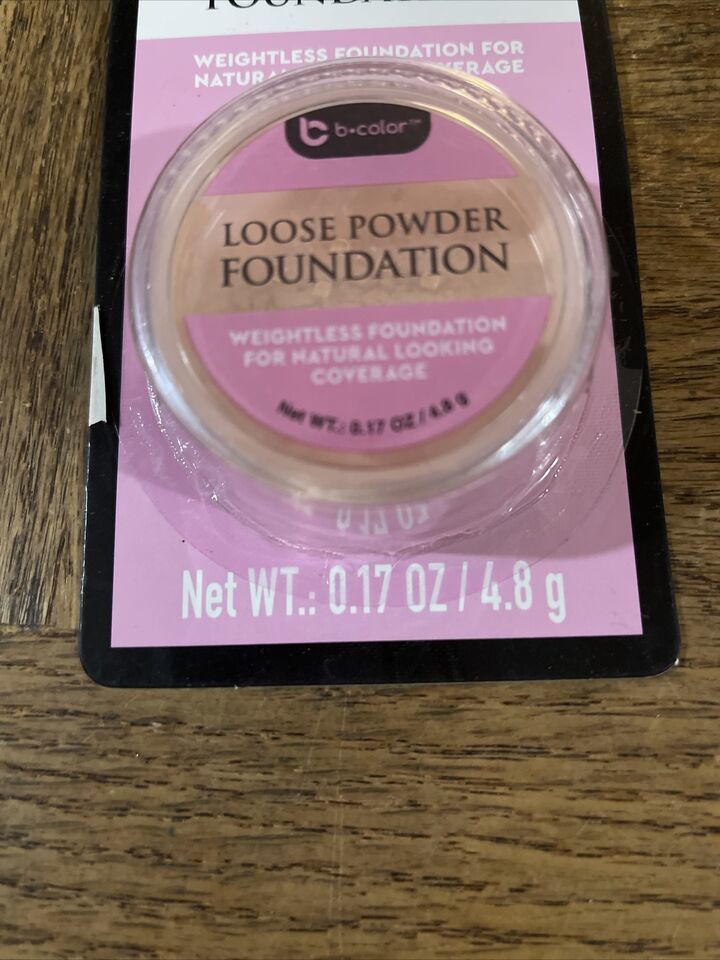 WEIGHTLESS FOUNDATION FOR
b•color™
LOOSE POWDER
FOUNDATION
WEIGHTLESS FOUNDATION
FOR NATURAL LOOKING
COVERAGE
Net WT.: 0.17 OZ / 4.8 g
Net WT.: 0.17 OZ / 4.8 g